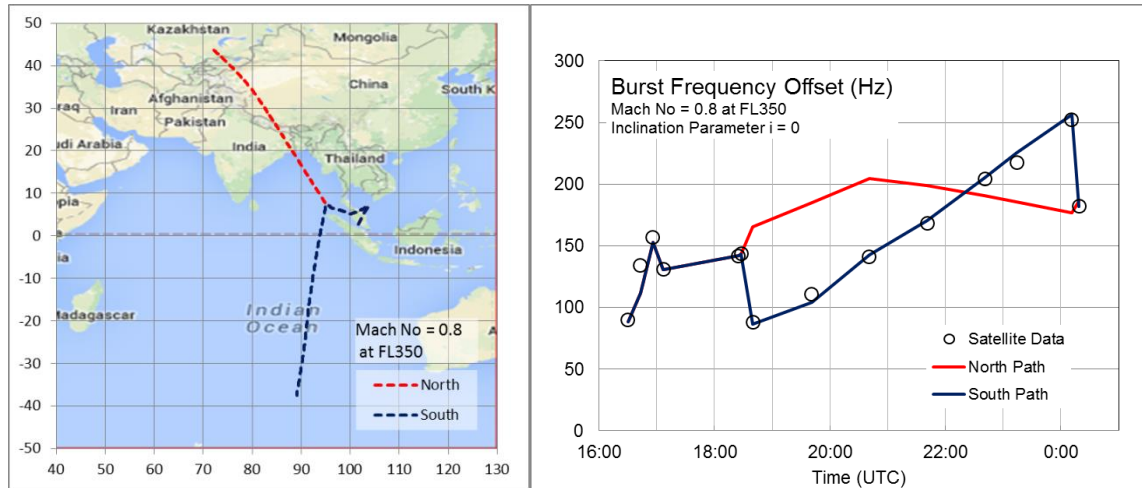 50
40
30
20
10
0
-10
-20
-30
-40
-50
40
50
60
70
80
90
100
110
120
130
Kazakhstan
Mongolia
China
South K
Afghanistan
Iran
Pakistan
raq
udi Arabia
India
Thailand
opia
Indonesia
ia
Madagascar
Indian
Ocean
A
Mach No = 0.8
at FL350
North
South
300
250
200
150
100
50
0
Burst Frequency Offset (Hz)
Mach No = 0.8 at FL350
Inclination Parameter i = 0
Satellite Data
North Path
South Path
16:00
18:00
20:00
22:00
0:00
Time (UTC)